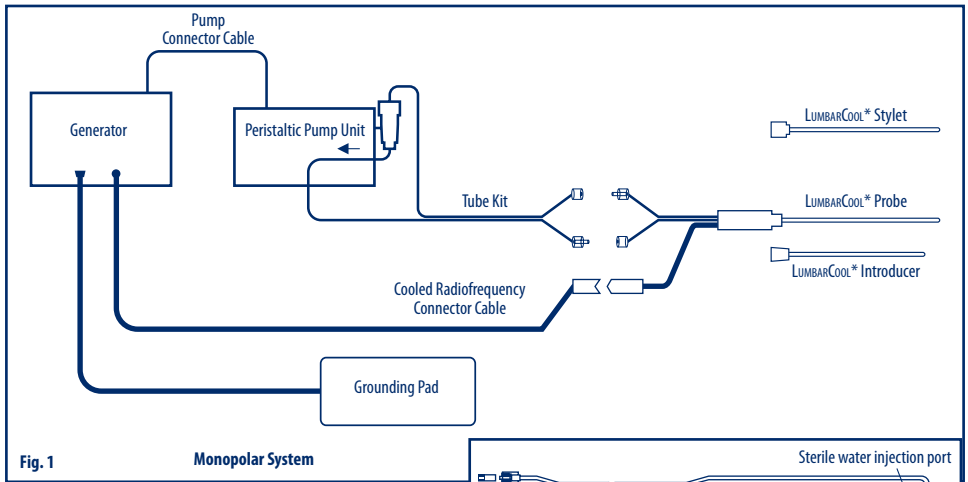 Pump
Connector Cable
Generator
Peristaltic Pump Unit
LUMBARCOOL* Stylet
Tube Kit
LUMBARCOOL* Probe
LUMBARCOOL* Introducer
Cooled Radiofrequency
Connector Cable
Grounding Pad
Fig. 1
Monopolar System
Sterile water injection port